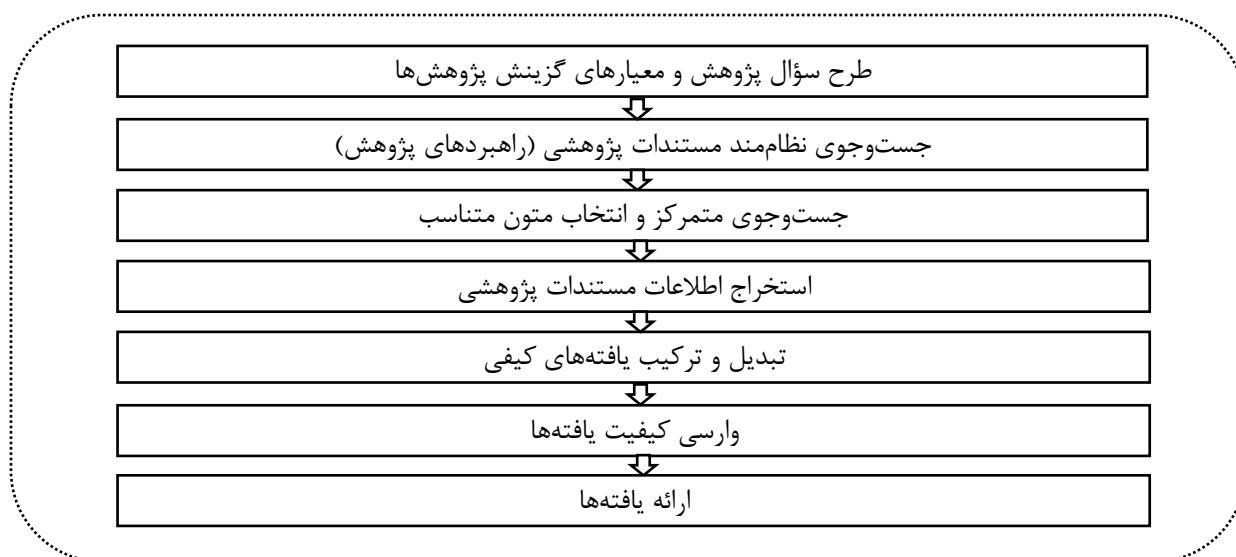 طرح سؤال پژوهش و معیارهای گزینش پژوهش‌ها
جست‌وجوی نظام‌مند مستندات پژوهشی (راهبردهای پژوهش)
جست‌وجوی متمرکز و انتخاب متون متناسب
استخراج اطلاعات مستندات پژوهشی
تبدیل و ترکیب یافته‌های کیفی
وارسی کیفیت یافته‌ها
ارائه یافته‌ها